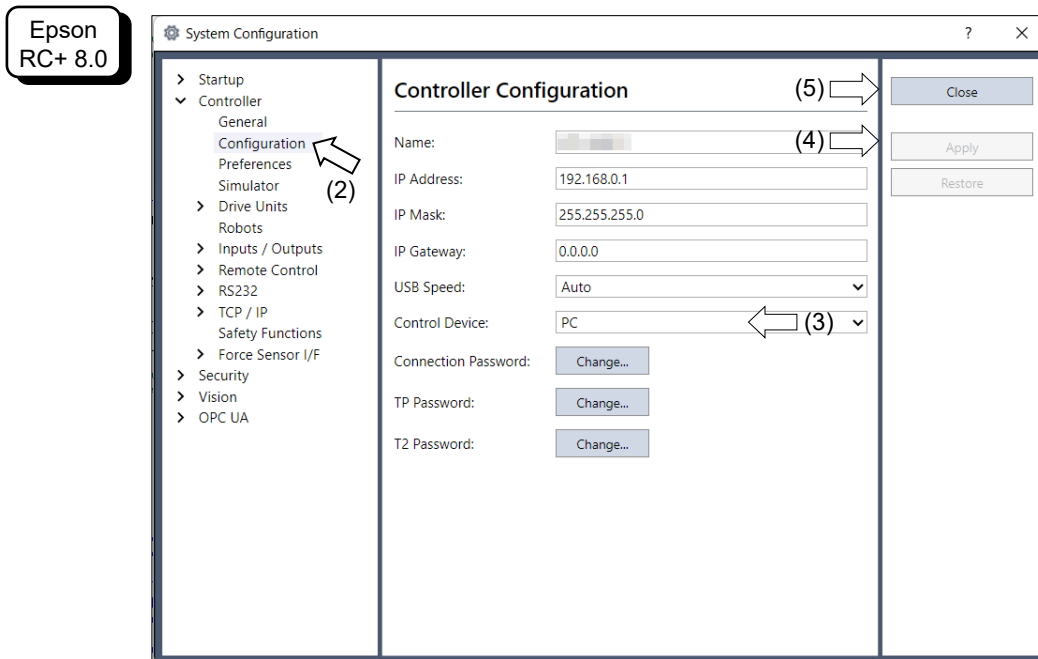 Epson
RC+ 8.0
System Configuration
?
Startup
Controller
General
Configuration
(2)
Preferences
Simulator
Drive Units
Robots
Inputs / Outputs
Remote Control
RS232
TCP / IP
Safety Functions
Force Sensor I/F
Security
Vision
OPC UA
Controller Configuration
Name:
IP Address: 192.168.0.1
IP Mask: 255.255.255.0
IP Gateway: 0.0.0.0
USB Speed: Auto
Control Device: PC (3)
Connection Password: Change...
TP Password: Change...
T2 Password: Change...
(5) Close
(4) Apply
Restore